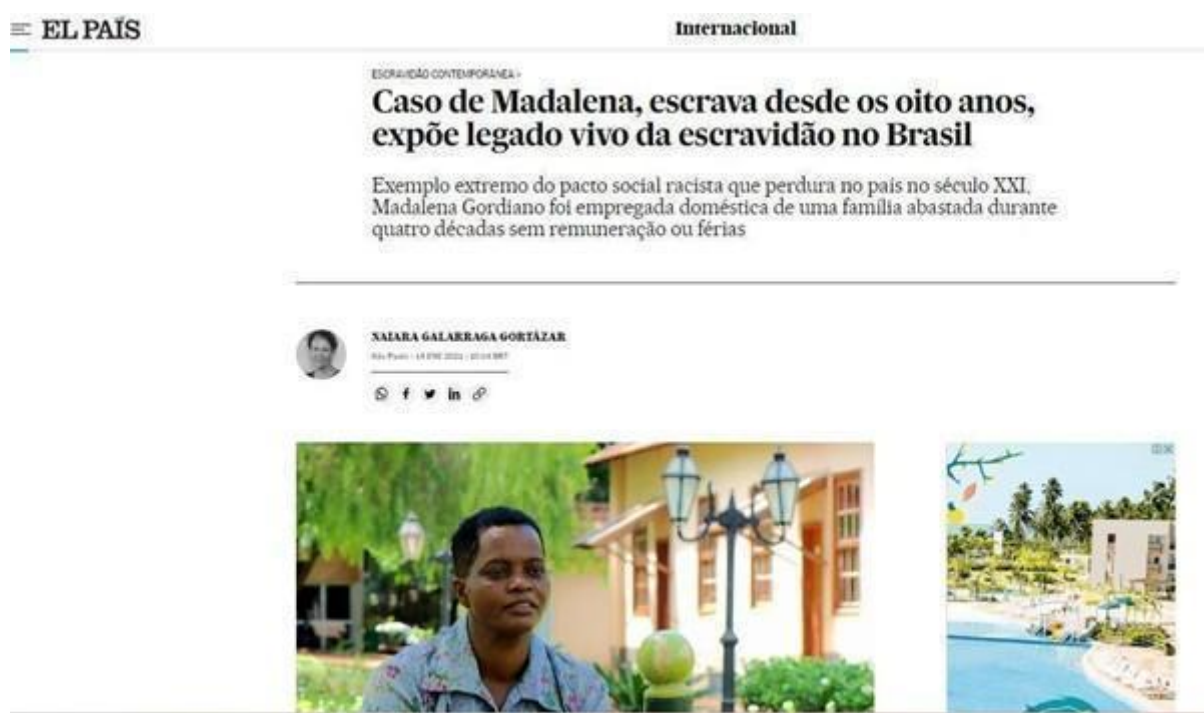 EL PAÍS
Internacional
ESCRAVIDÃO CONTEMPORÂNEA >
Caso de Madalena, escrava desde os oito anos,
expõe legado vivo da escravidão no Brasil
Exemplo extremo do pacto social racista que perdura no país no século XXI,
Madalena Gordiano foi empregada doméstica de uma família abastada durante
quatro décadas sem remuneração ou férias
NAIARA GALARRAGA GORTÁZAR
São Paulo